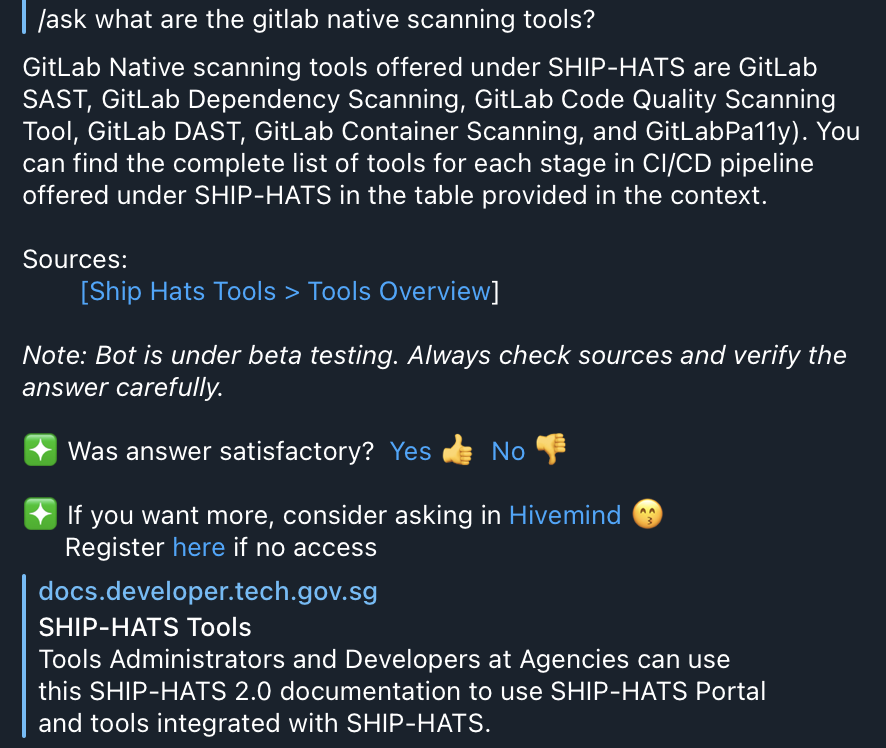 /ask what are the gitlab native scanning tools?
GitLab Native scanning tools offered under SHIP-HATS are GitLab
SAST, GitLab Dependency Scanning, GitLab Code Quality Scanning
Tool, GitLab DAST, GitLab Container Scanning, and GitLabPa11y). You
can find the complete list of tools for each stage in CI/CD pipeline
offered under SHIP-HATS in the table provided in the context.
Sources:
[Ship Hats Tools > Tools Overview]
Note: Bot is under beta testing. Always check sources and verify the
answer carefully.
Was answer satisfactory? Yes 👍 No 👎
If you want more, consider asking in Hivemind 😙
Register here if no access
docs.developer.tech.gov.sg
SHIP-HATS Tools
Tools Administrators and Developers at Agencies can use
this SHIP-HATS 2.0 documentation to use SHIP-HATS Portal
and tools integrated with SHIP-HATS.